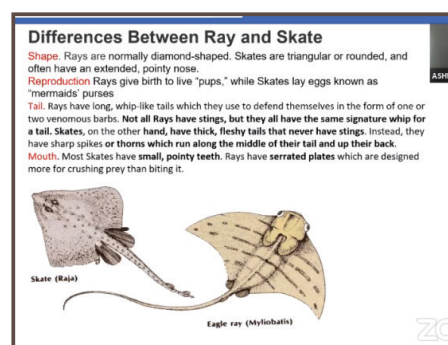 Differences Between Ray and Skate
Shape. Rays are normally diamond-shaped. Skates are triangular or rounded, and
often have an extended, pointy nose.
Reproduction Rays give birth to live "pups," while Skates lay eggs known as
"mermaids' purses
Tail. Rays have long, whip-like tails which they use to defend themselves in the form of one or
two venomous barbs. Not all Rays have stings, but they all have the same signature whip for
a tail. Skates, on the other hand, have thick, fleshy tails that never have stings. Instead, they
have sharp spikes or thorns which run along the middle of their tail and up their back.
Mouth. Most Skates have small, pointy teeth. Rays have serrated plates which are designed
more for crushing prey than biting it.
Skate (Raja)
Eagle ray (Myliobatis)